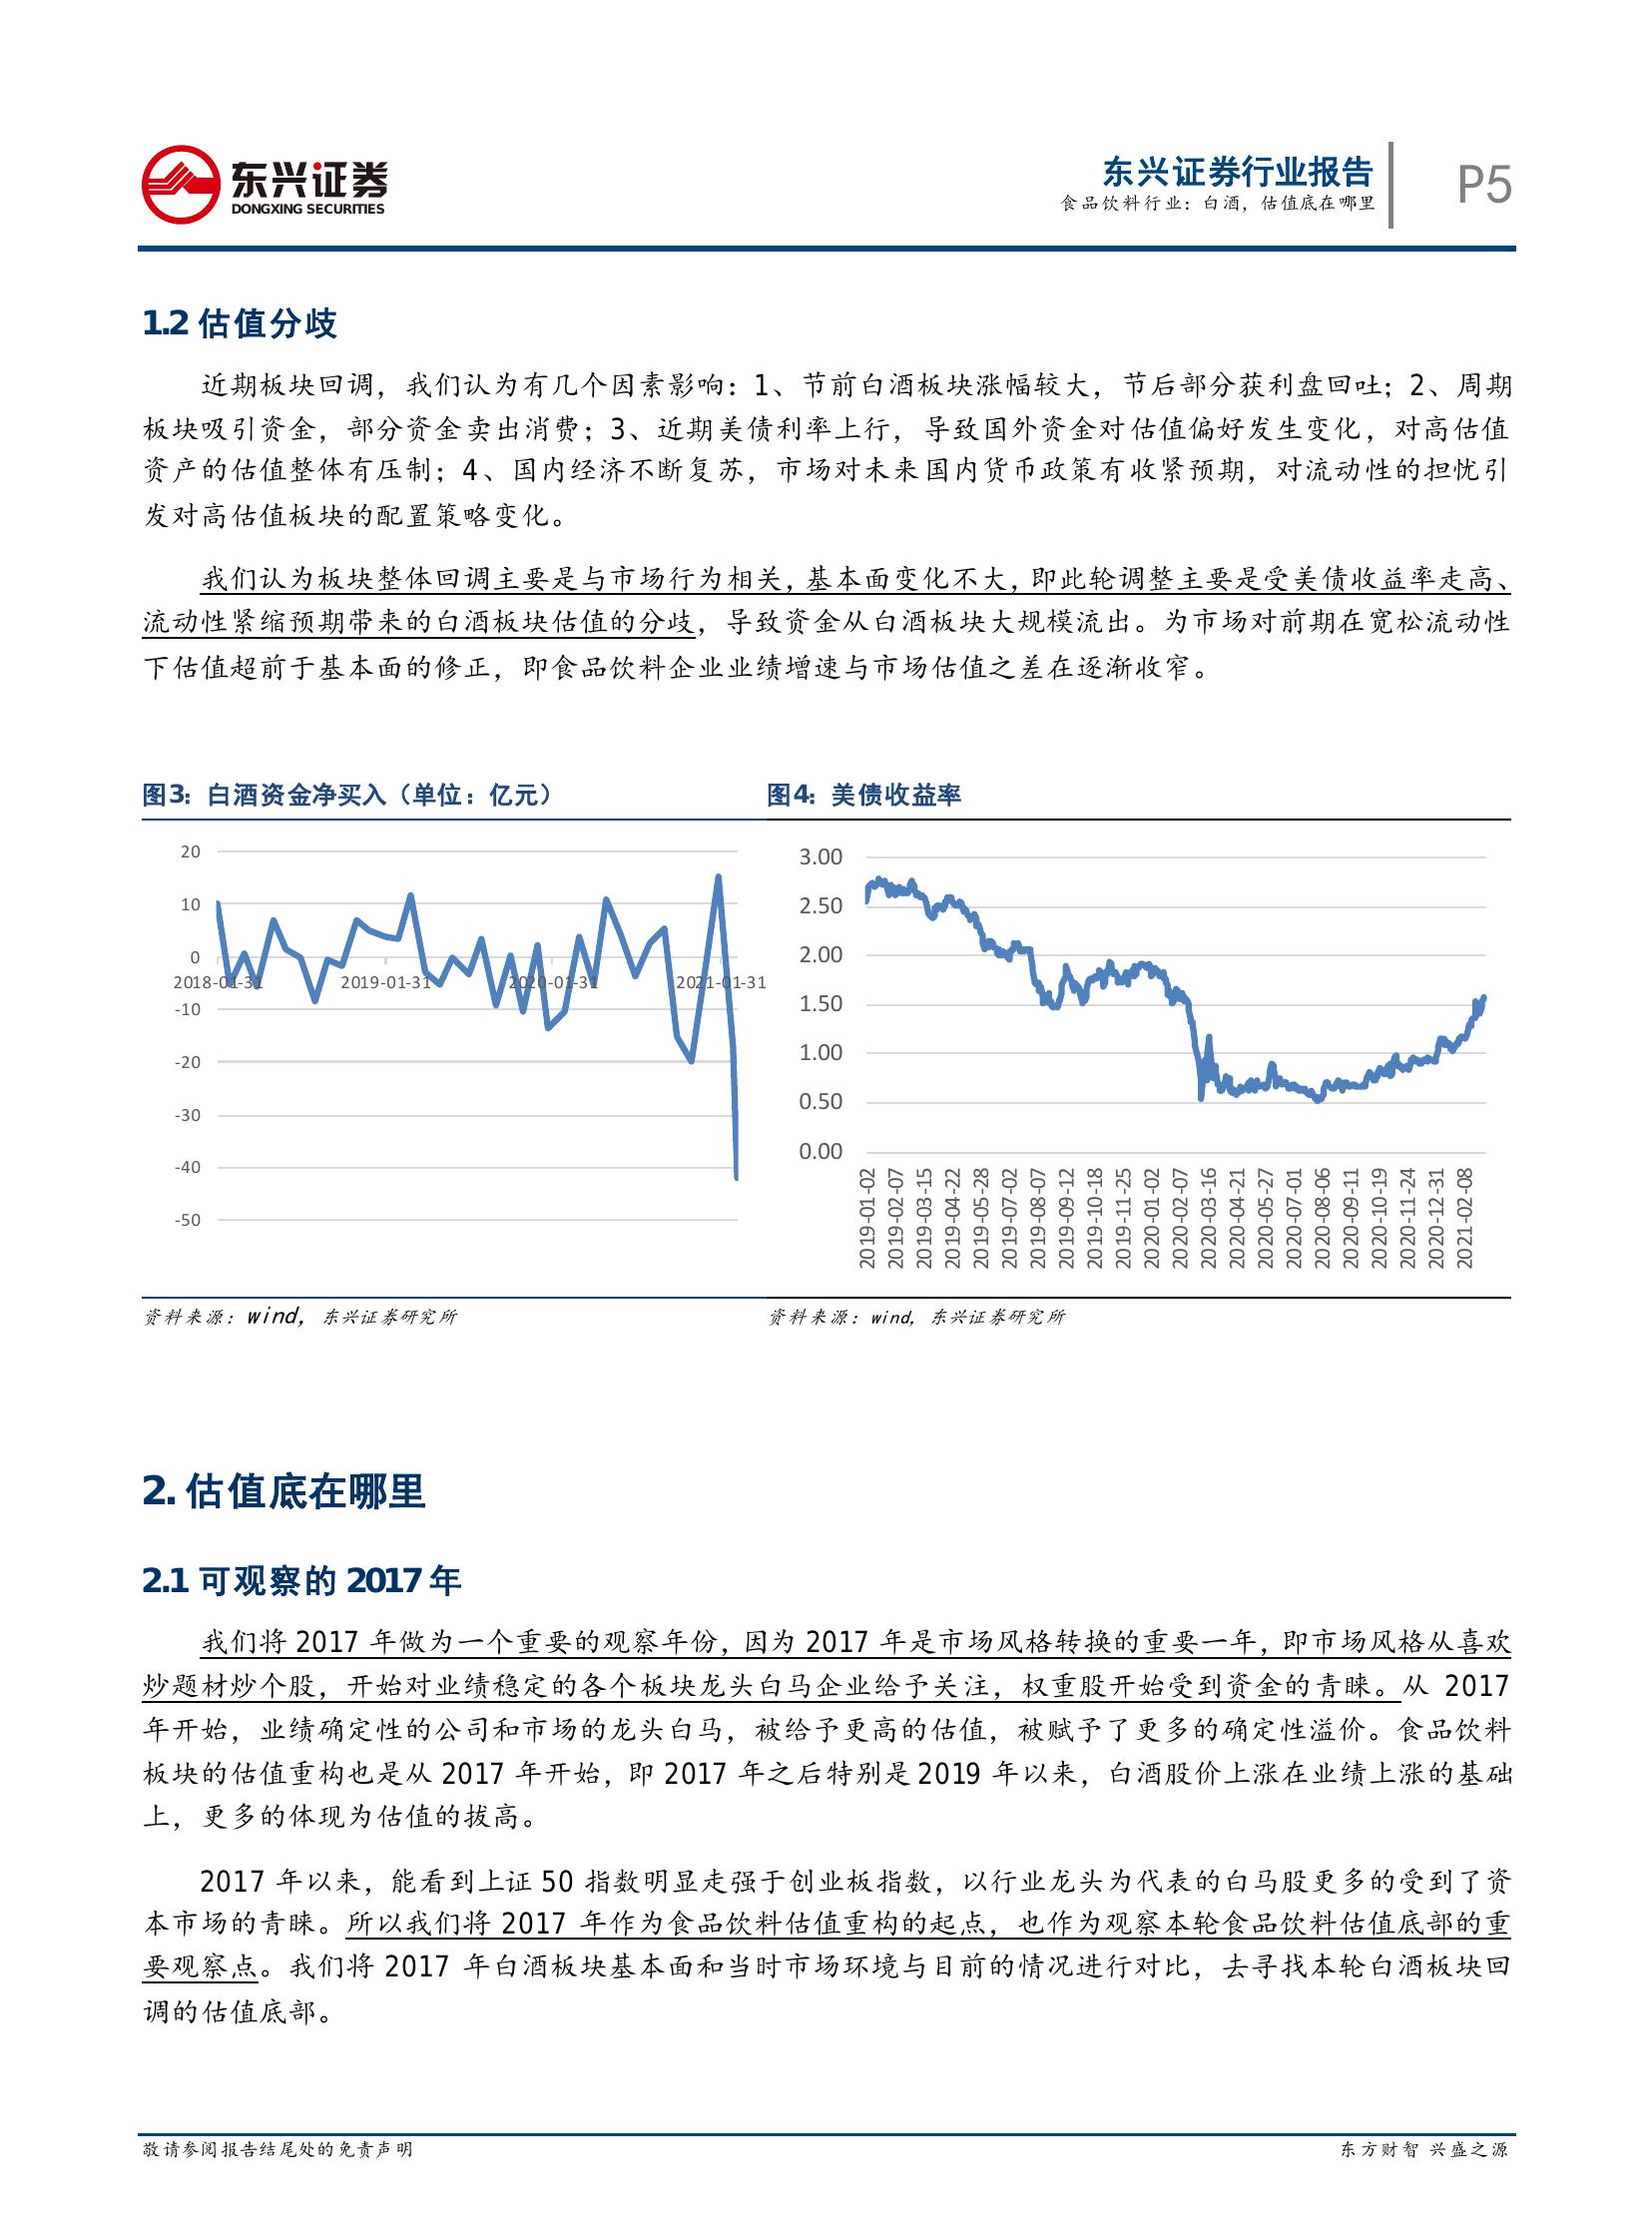 东兴证券
DONGXING SECURITIES
东兴证券行业报告
食品饮料行业：白酒，估值底在哪里
P5
1.2 估值分歧
近期板块回调，我们认为有几个因素影响：1、节前白酒板块涨幅较大，节后部分获利盘回吐；2、周期
板块吸引资金，部分资金卖出消费；3、近期美债利率上行，导致国外资金对估值偏好发生变化，对高估值
资产的估值整体有压制；4、国内经济不断复苏，市场对未来国内货币政策有收紧预期，对流动性的担忧引
发对高估值板块的配置策略变化。
我们认为板块整体回调主要是与市场行为相关，基本面变化不大，即此轮调整主要是受美债收益率走高、
流动性紧缩预期带来的白酒板块估值的分歧，导致资金从白酒板块大规模流出。为市场对前期在宽松流动性
下估值超前于基本面的修正，即食品饮料企业业绩增速与市场估值之差在逐渐收窄。
图3：白酒资金净买入（单位：亿元）
20
10
0
-10
-20
-30
-40
-50
2018-01-31
2019-01-31
2020-01-31
2021-01-31
资料来源：wind，东兴证券研究所
图4：美债收益率
3.00
2.50
2.00
1.50
1.00
0.50
0.00
2019-01-02
2019-02-07
2019-03-15
2019-04-22
2019-05-28
2019-07-02
2019-08-07
2019-09-12
2019-10-18
2019-11-25
2020-01-02
2020-02-07
2020-03-16
2020-04-21
2020-05-27
2020-07-01
2020-08-06
2020-09-11
2020-10-19
2020-11-24
2020-12-31
2021-02-08
资料来源：wind，东兴证券研究所
2. 估值底在哪里
2.1 可观察的 2017 年
我们将 2017 年做为一个重要的观察年份，因为 2017 年是市场风格转换的重要一年，即市场风格从喜欢
炒题材炒个股，开始对业绩稳定的各个板块龙头白马企业给予关注，权重股开始受到资金的青睐。从 2017
年开始，业绩确定性的公司和市场的龙头白马，被给予更高的估值，被赋予了更多的确定性溢价。食品饮料
板块的估值重构也是从 2017 年开始，即 2017 年之后特别是 2019 年以来，白酒股价上涨在业绩上涨的基础
上，更多的体现为估值的拔高。
2017 年以来，能看到上证 50 指数明显走强于创业板指数，以行业龙头为代表的白马股更多的受到了资
本市场的青睐。所以我们将 2017 年作为食品饮料估值重构的起点，也作为观察本轮食品饮料估值底部的重
要观察点。我们将 2017 年白酒板块基本面和当时市场环境与目前的情况进行对比，去寻找本轮白酒板块回
调的估值底部。
敬请参阅报告结尾处的免责声明
东方财智 兴盛之源